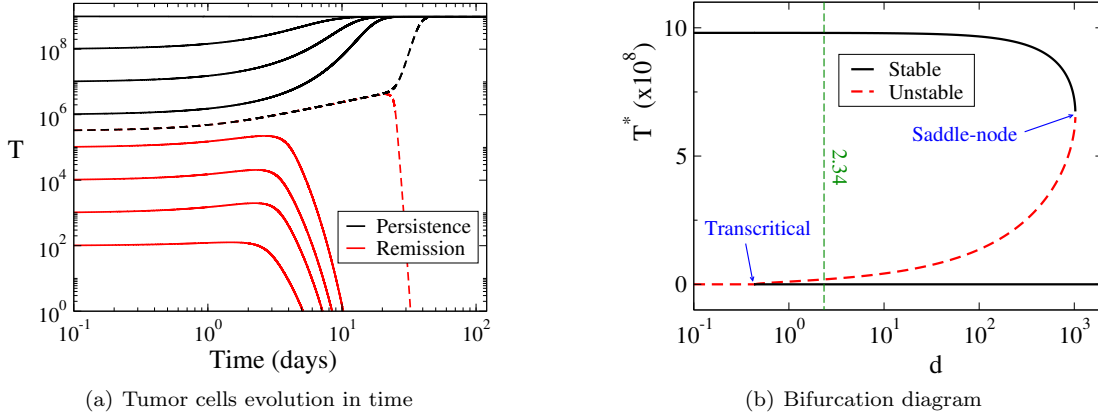 10^8
10^6
T
10^4
10^2
10^0
10^-1
10^0
10^1
10^2
Time (days)
Persistence
Remission
(a) Tumor cells evolution in time
T* (x10^8)
10
5
0
Stable
Unstable
Saddle-node
2.34
Transcritical
10^-1
10^0
10^1
10^2
10^3
d
(b) Bifurcation diagram